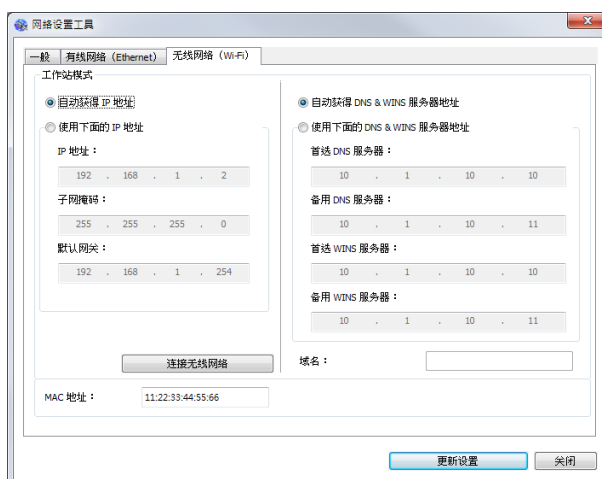 网络设置工具
一般 有线网络（Ethernet） 无线网络（Wi-Fi）
工作站模式
自动获得 IP 地址
使用下面的 IP 地址
IP 地址：
192 . 168 . 1 . 2
子网掩码：
255 . 255 . 255 . 0
默认网关：
192 . 168 . 1 . 254
连接无线网络
自动获得 DNS & WINS 服务器地址
使用下面的 DNS & WINS 服务器地址
首选 DNS 服务器：
10 . 1 . 10 . 10
备用 DNS 服务器：
10 . 1 . 10 . 11
首选 WINS 服务器：
10 . 1 . 10 . 10
备用 WINS 服务器：
10 . 1 . 10 . 11
域名：
MAC 地址： 11:22:33:44:55:66
更新设置 关闭